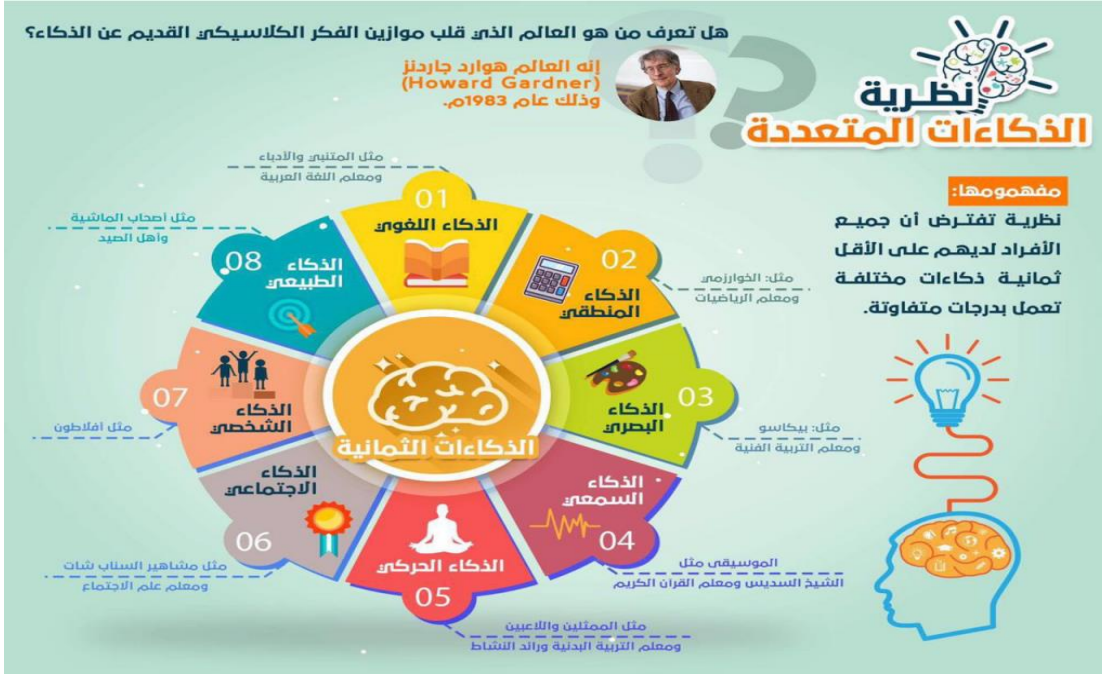 هل تعرف من هو العالم الذي قلب موازين الفكر الكلاسيكي القديم عن الذكاء؟
إنه العالم هوارد جاردنز
(Howard Gardner)
وذلك عام 1983م.
نظرية
الذكاءات المتعددة
مفهمومها:
نظرية تفترض أن جميع
الأفراد لديهم على الأقل
ثمانية ذكاءات مختلفة
تعمل بدرجات متفاوتة.
الذكاءات الثمانية
01
الذكاء اللغوي
مثل المتنبي والأدباء
ومعلم اللغة العربية
02
الذكاء
المنطقي
مثل: الخوارزمي
ومعلم الرياضيات
03
الذكاء
البصري
مثل: بيكاسو
ومعلم التربية الفنية
الذكاء
السمعي
04
الموسيقى مثل
الشيخ السديس ومعلم القرآن الكريم
الذكاء الحركي
05
مثل الممثلين واللاعبين
ومعلم التربية البدنية ورائد النشاط
الذكاء
الاجتماعي
06
مثل مشاهير السناب شات
ومعلم علم الاجتماع
07
الذكاء
الشخصي
مثل أفلاطون
08
الذكاء
الطبيعي
مثل أصحاب الماشية
وأهل الصيد